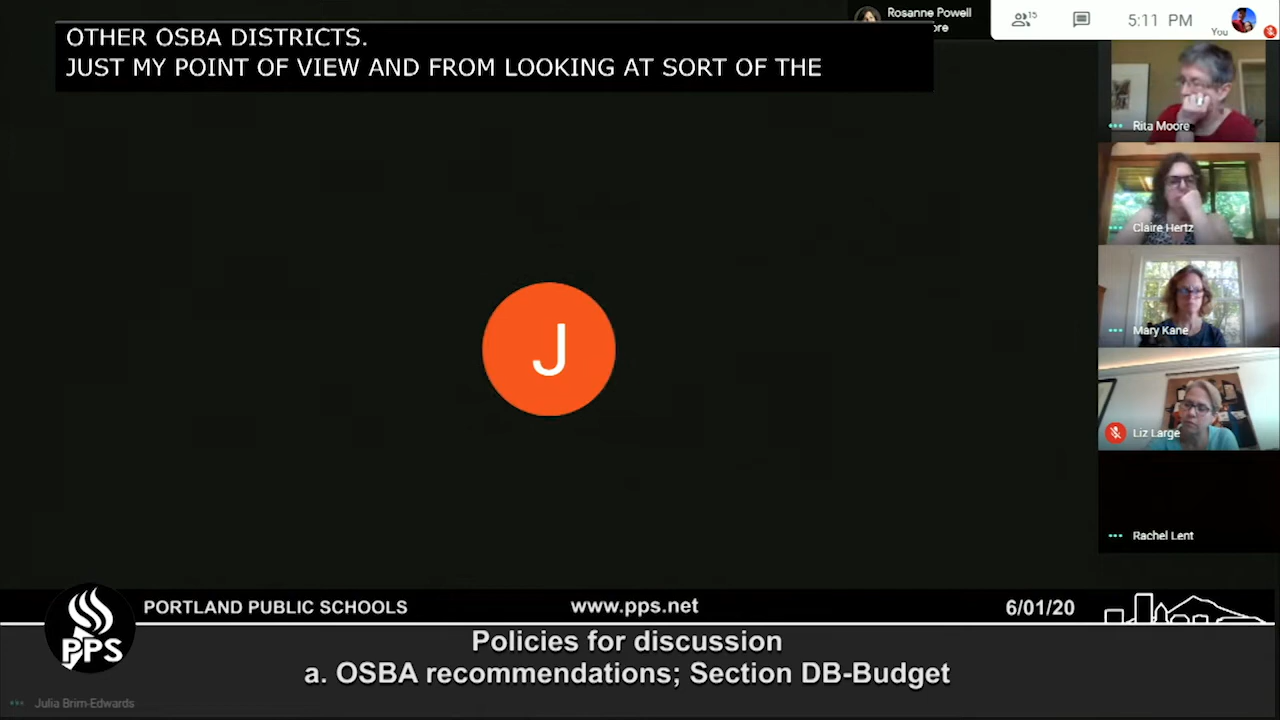 OTHER OSBA DISTRICTS.
JUST MY POINT OF VIEW AND FROM LOOKING AT SORT OF THE
Rosanne Powell
ore
15
5:11 PM
You
Rita Moore
Claire Hertz
Mary Kane
Liz Large
Rachel Lent
J
PORTLAND PUBLIC SCHOOLS www.pps.net 6/01/20
PPS
Policies for discussion
a. OSBA recommendations; Section DB-Budget
Julia Brim-Edwards